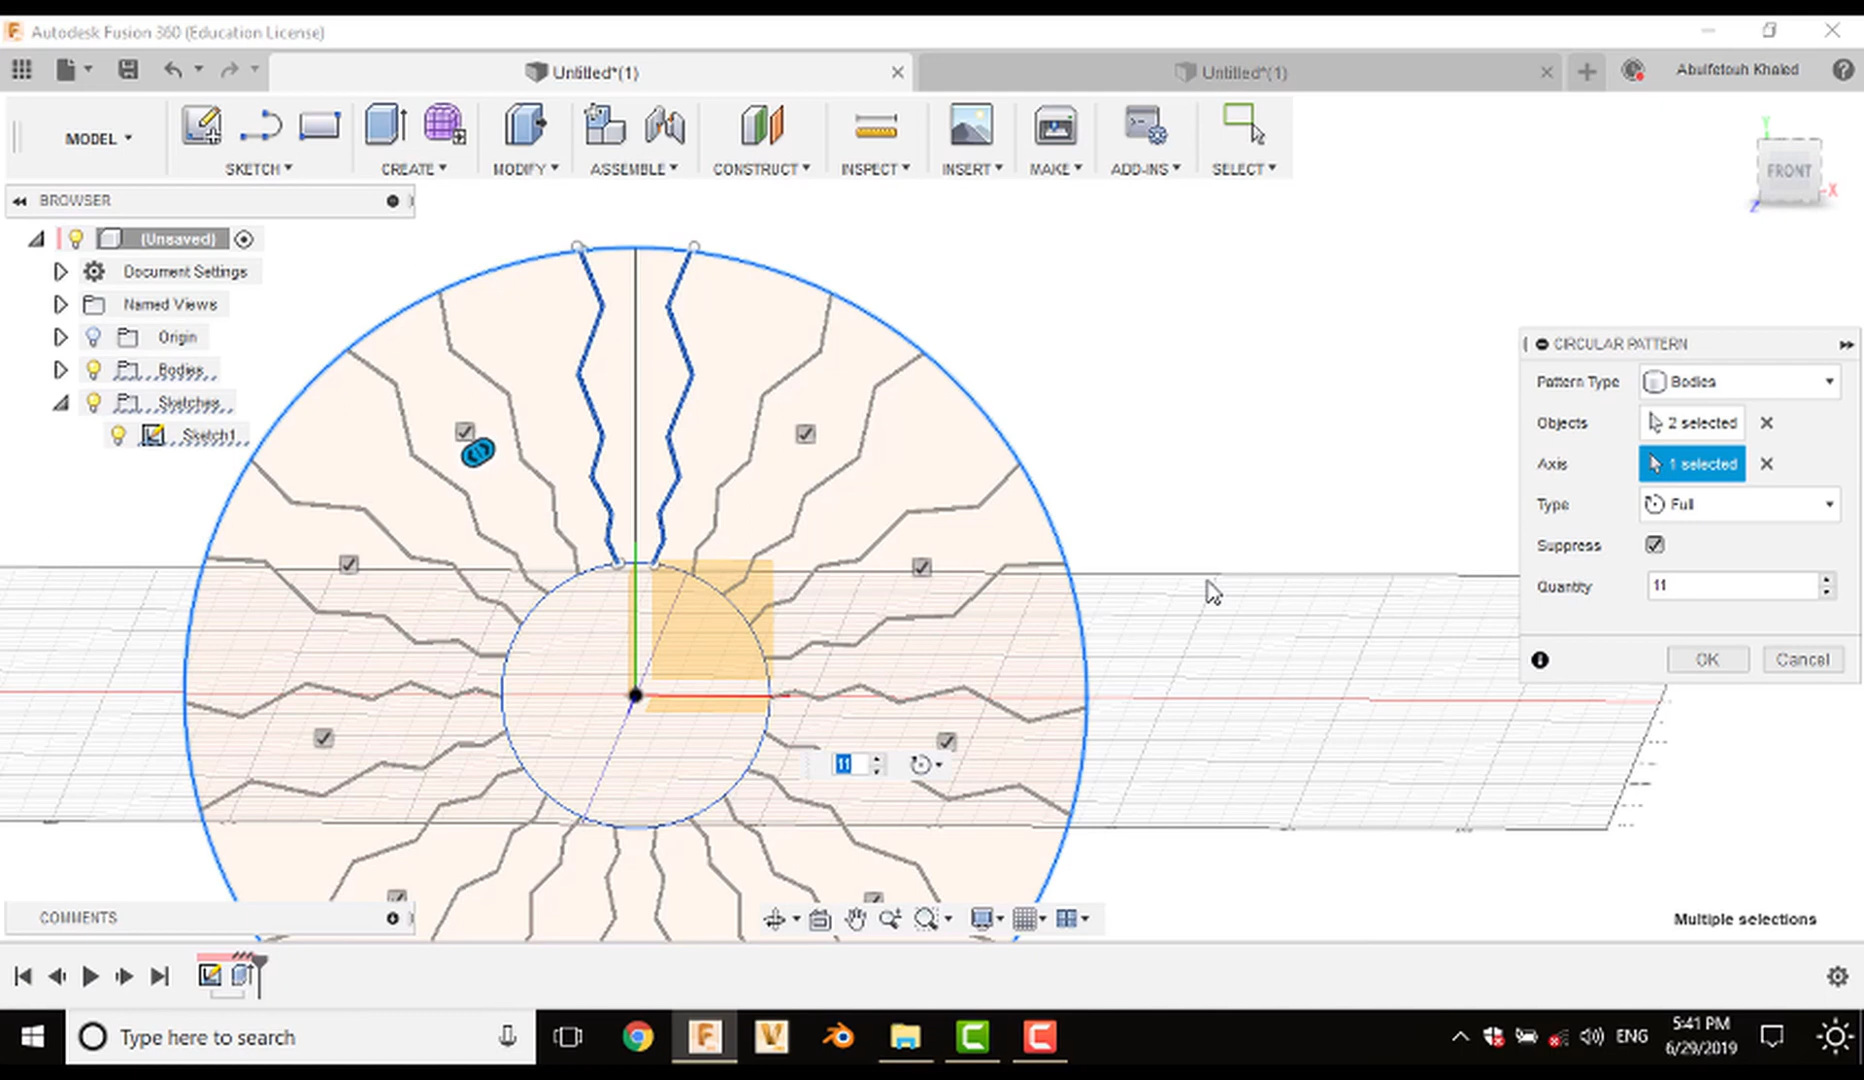 Autodesk Fusion 360 (Education License)
Untitled*(1)
Untitled*(1)
Abulfetouh Khaled
MODEL
SKETCH
CREATE
MODIFY
ASSEMBLE
CONSTRUCT
INSPECT
INSERT
MAKE
ADD-INS
SELECT
Y
FRONT
X
Z
BROWSER
(Unsaved)
Document Settings
Named Views
Origin
Bodies
Sketches
Sketch1
CIRCULAR PATTERN
Pattern Type Bodies
Objects 2 selected
Axis 1 selected
Type Full
Suppress
Quantity 11
OK Cancel
11
COMMENTS
Multiple selections
Type here to search
ENG
5:41 PM
6/29/2019